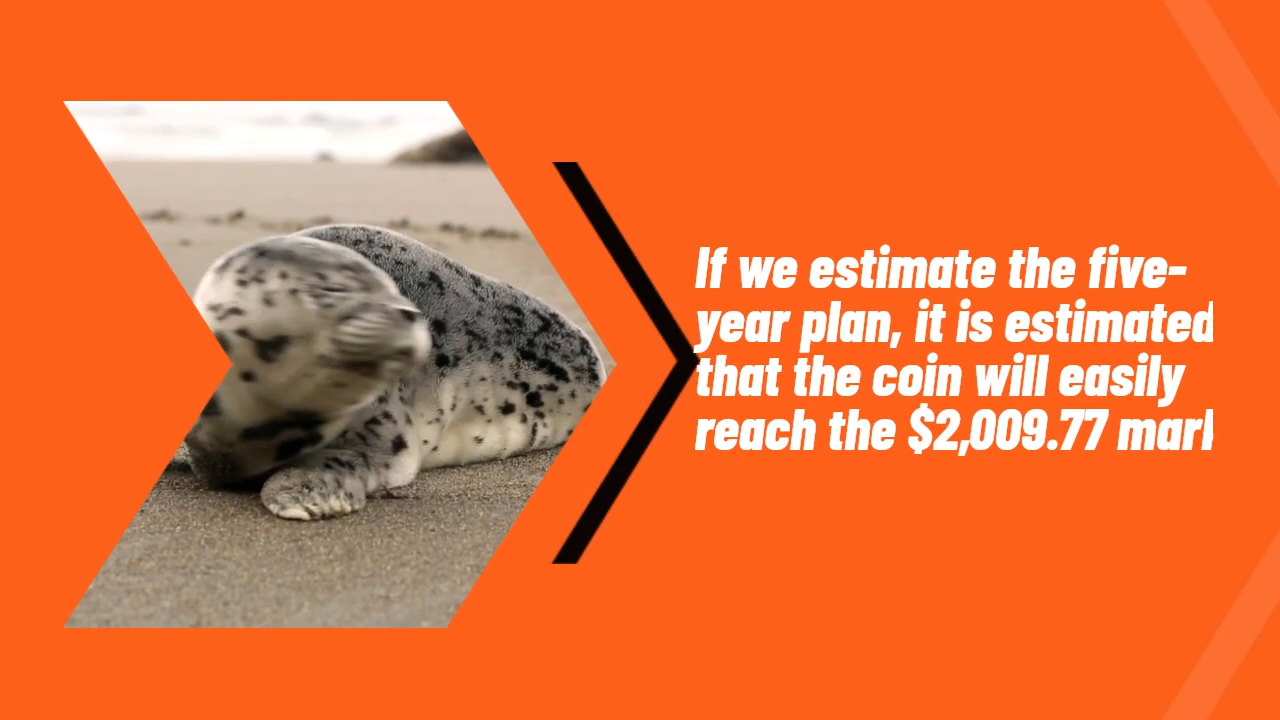 If we estimate the five-
year plan, it is estimated
that the coin will easily
reach the $2,009.77 mark